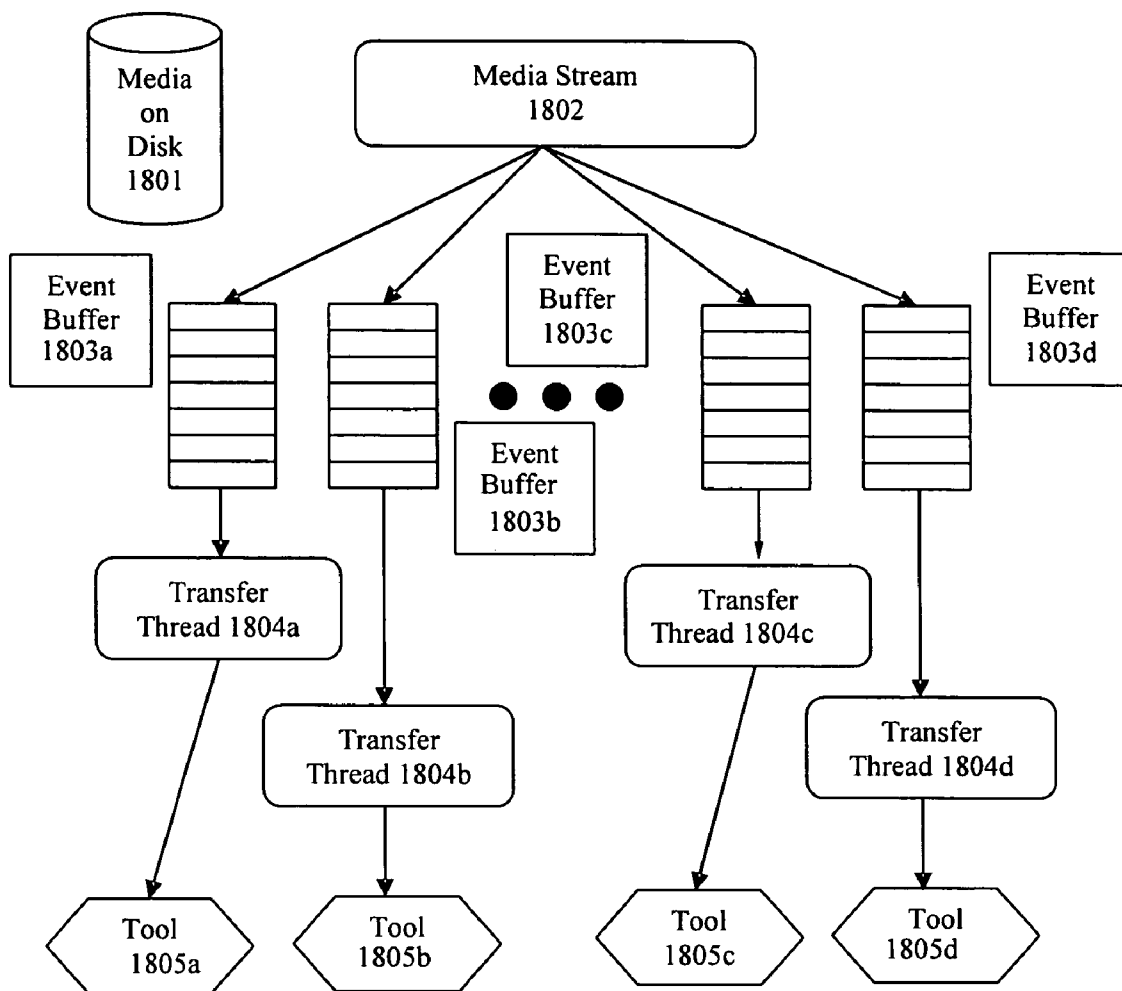 Media
on
Disk
1801
Media Stream
1802
Event
Buffer
1803a
Event
Buffer
1803c
Event
Buffer
1803d
Event
Buffer
1803b
Transfer
Thread 1804a
Transfer
Thread 1804c
Transfer
Thread 1804b
Transfer
Thread 1804d
Tool
1805a
Tool
1805b
Tool
1805c
Tool
1805d